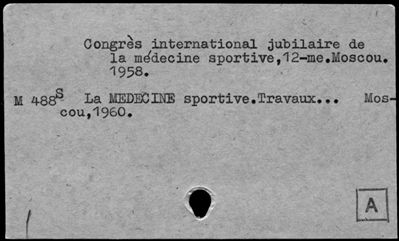 Congrès international jubilaire de
la médecine sportive,12-me.Moscou.
1958.
M 488S La MEDECINE sportive.Travaux... Mos-
cou,1960.
A